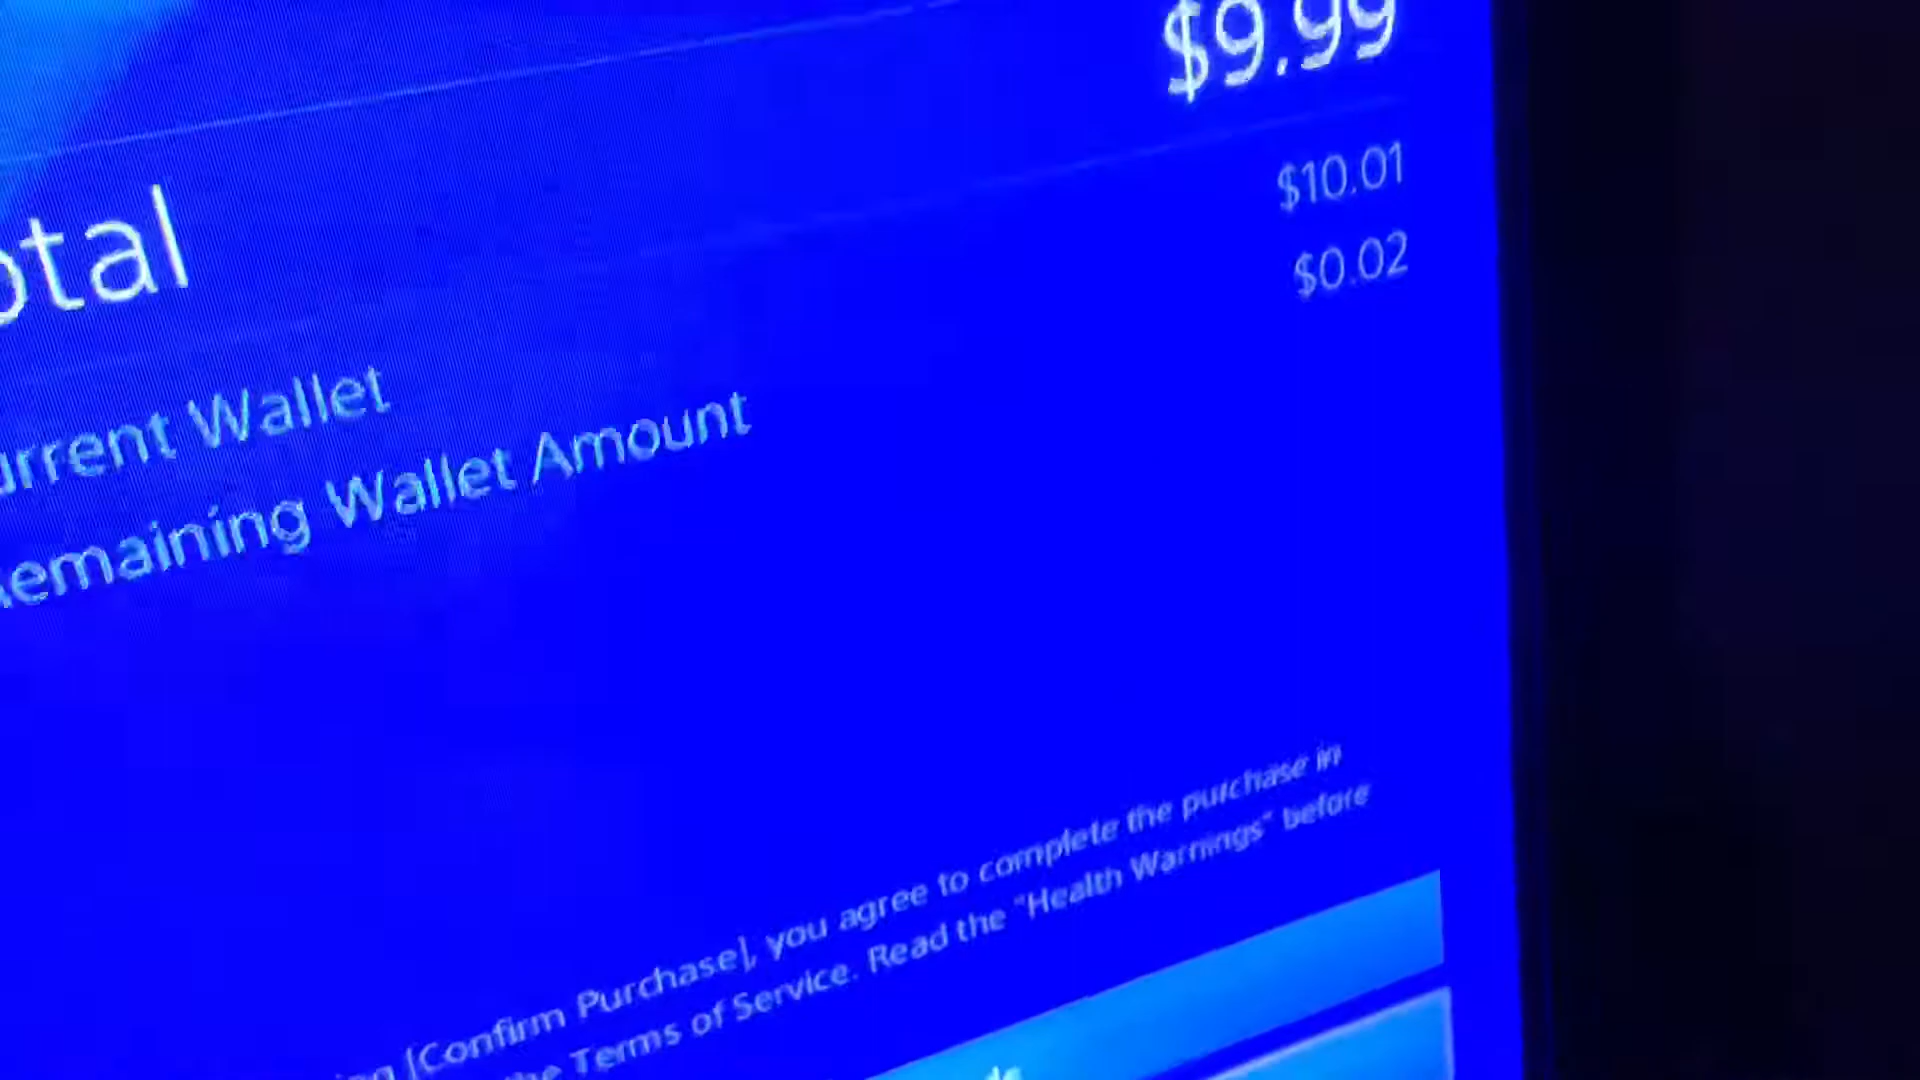 $9.99
otal
$10.01
urrent Wallet
$0.02
emaining Wallet Amount
[Confirm Purchase], you agree to complete the purchase in
the Terms of Service. Read the "Health Warnings" before